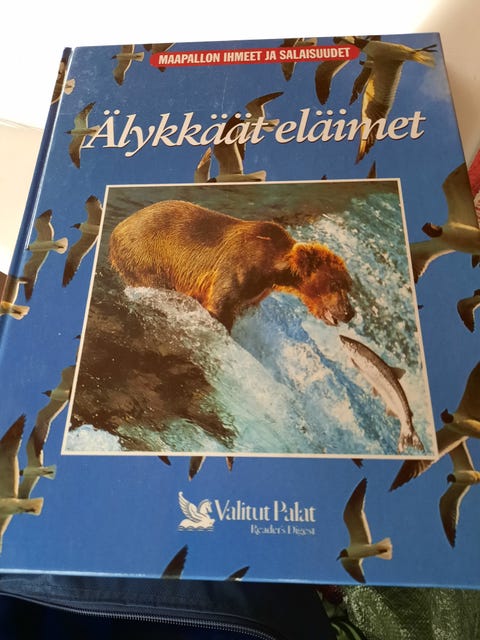 MAAPALLON IHMEET JA SALAISUUDET
Älykkäät eläimet
Valitut Palat
Reader's Digest